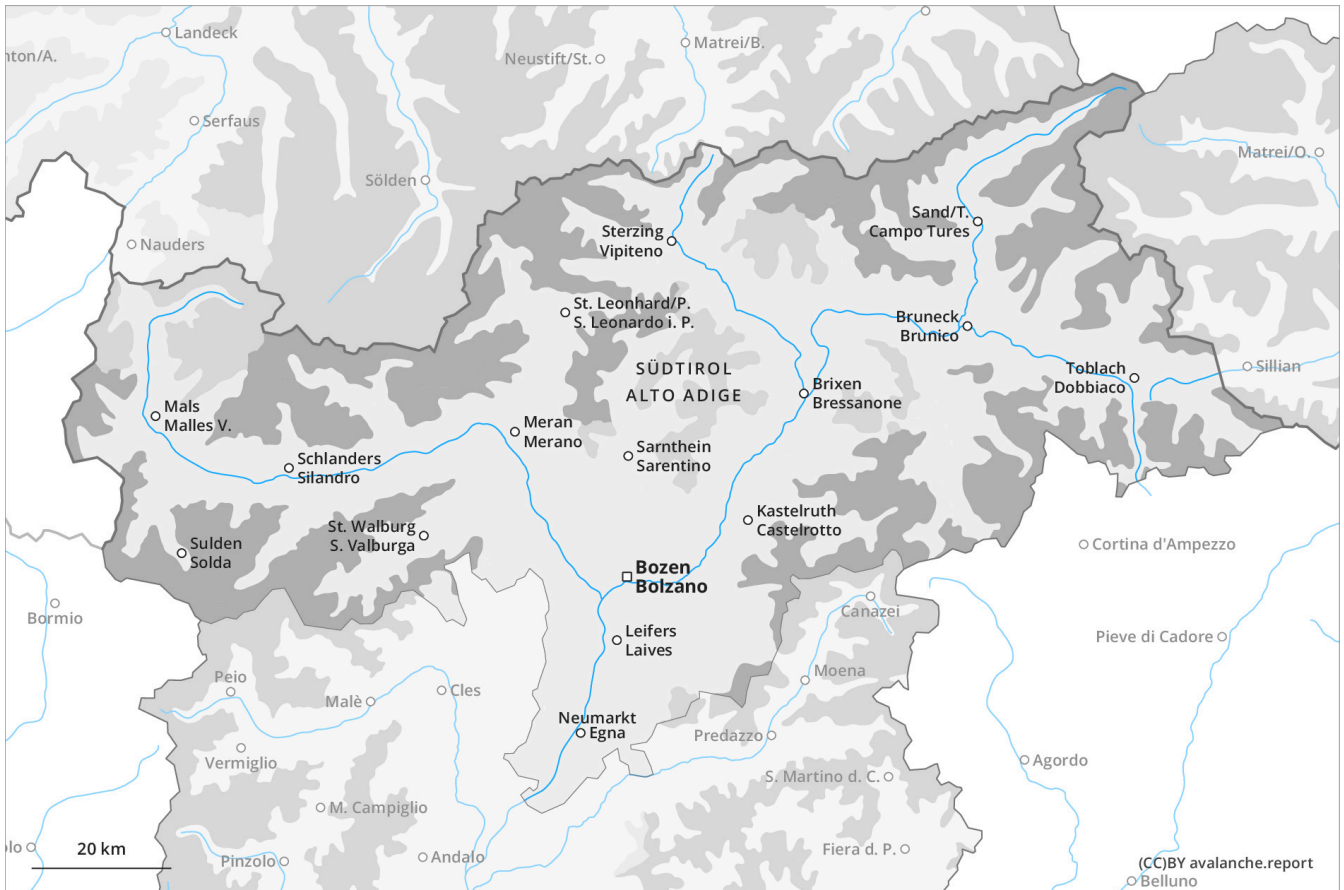 Landeck
Matrei/B.
nton/A.
Neustift/St.
Serfaus
Matrei/O.
Sölden
Sand/T.
Campo Tures
Sterzing
Vipiteno
Nauders
St. Leonhard/P.
S. Leonardo i. P.
Bruneck
Brunico
SÜDTIROL
ALTO ADIGE
Toblach
Dobbiaco
Sillian
Brixen
Bressanone
Mals
Malles V.
Meran
Merano
Sarnthein
Sarentino
Schlanders
Silandro
Kastelruth
Castelrotto
St. Walburg
S. Valburga
Sulden
Solda
Cortina d'Ampezzo
Bozen
Bolzano
Bormio
Canazei
Leifers
Laives
Pieve di Cadore
Peio
Moena
Malè
Cles
Neumarkt
Egna
Predazzo
Vermiglio
Agordo
S. Martino d. C.
M. Campiglio
20 km
olo
Pinzolo
Andalo
Fiera d. P.
(CC)BY avalanche.report
Belluno